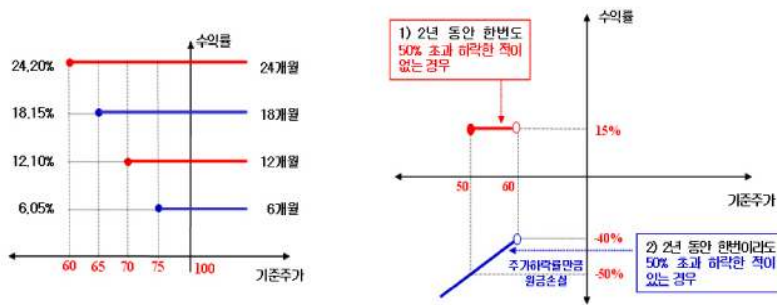 수익률
24,20%
24개월
18,15%
18개월
12,10%
12개월
6,05%
6개월
60 65 70 75 100
기준주가
수익률
1) 2년 동안 한번도
50% 초과 하락한 적이
없는 경우
15%
50 60
기준주가
-40%
주가하락률만큼
원금손실
-50%
2) 2년 동안 한번이라도
50% 초과 하락한 적이
있는 경우